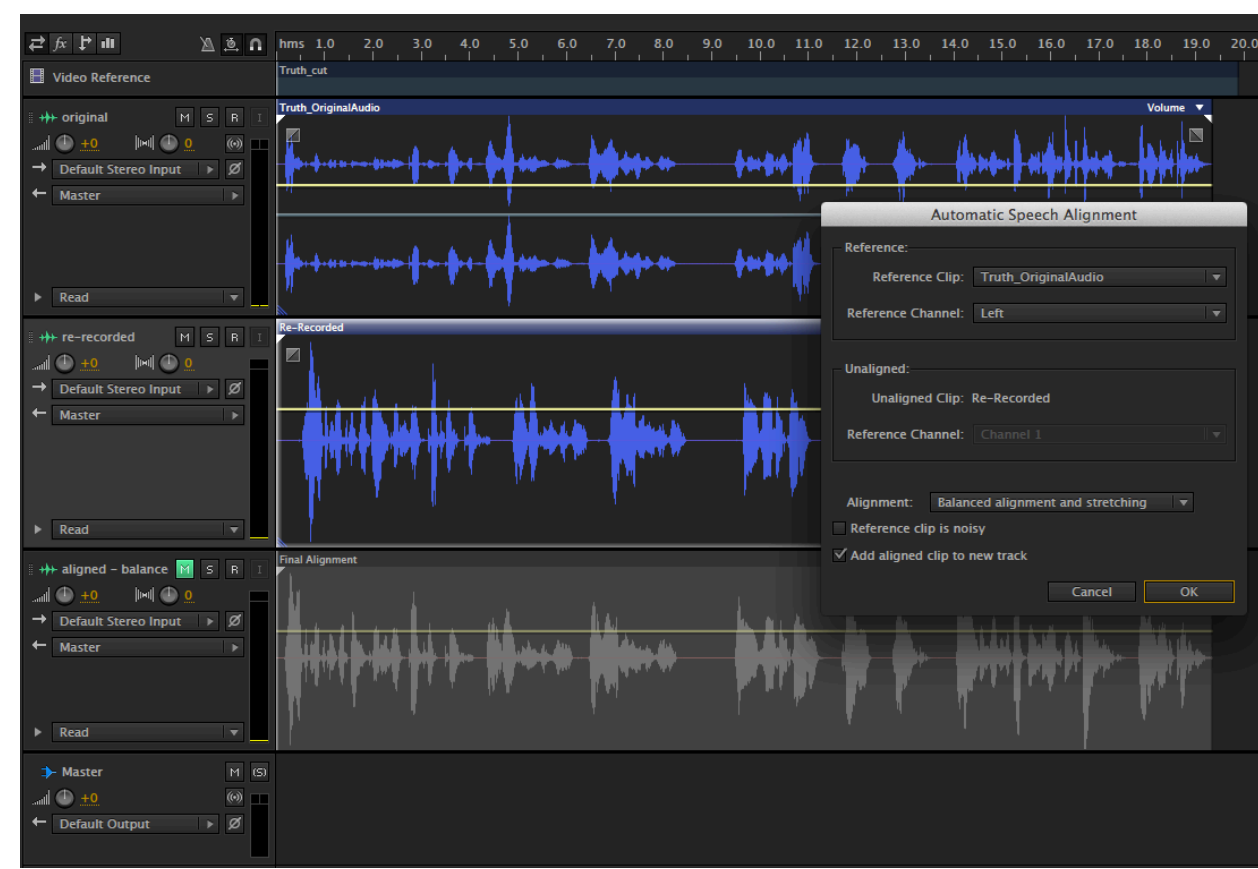 hms 1.0 2.0 3.0 4.0 5.0 6.0 7.0 8.0 9.0 10.0 11.0 12.0 13.0 14.0 15.0 16.0 17.0 18.0 19.0 20.0
fx
Video Reference
Truth_cut
original M S R I
Truth_OriginalAudio Volume
+0 0
Default Stereo Input
Master
Read
re-recorded M S R I
Re-Recorded
+0 0
Default Stereo Input
Master
Read
aligned – balance M S R I
Final Alignment
+0 0
Default Stereo Input
Master
Read
Master M (S)
+0
Default Output
Automatic Speech Alignment
Reference:
Reference Clip: Truth_OriginalAudio
Reference Channel: Left
Unaligned:
Unaligned Clip: Re-Recorded
Reference Channel: Channel 1
Alignment: Balanced alignment and stretching
Reference clip is noisy
Add aligned clip to new track
Cancel OK